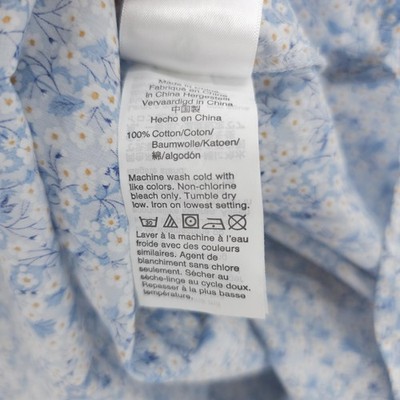 Made in China
Fabriqué en Chine
In China Hergestellt
Vervaardigd in China
中国製
Hecho en China
100% Cotton/Coton/
Baumwolle/Katoen/
綿/algodón
Machine wash cold with
like colors. Non-chlorine
bleach only. Tumble dry
low. Iron on lowest setting.
30
Laver à la machine à l'eau
froide avec des couleurs
similaires. Agent de
blanchiment sans chlore
seulement. Sécher au
sèche-linge au cycle doux.
Repasser à la plus basse
température.